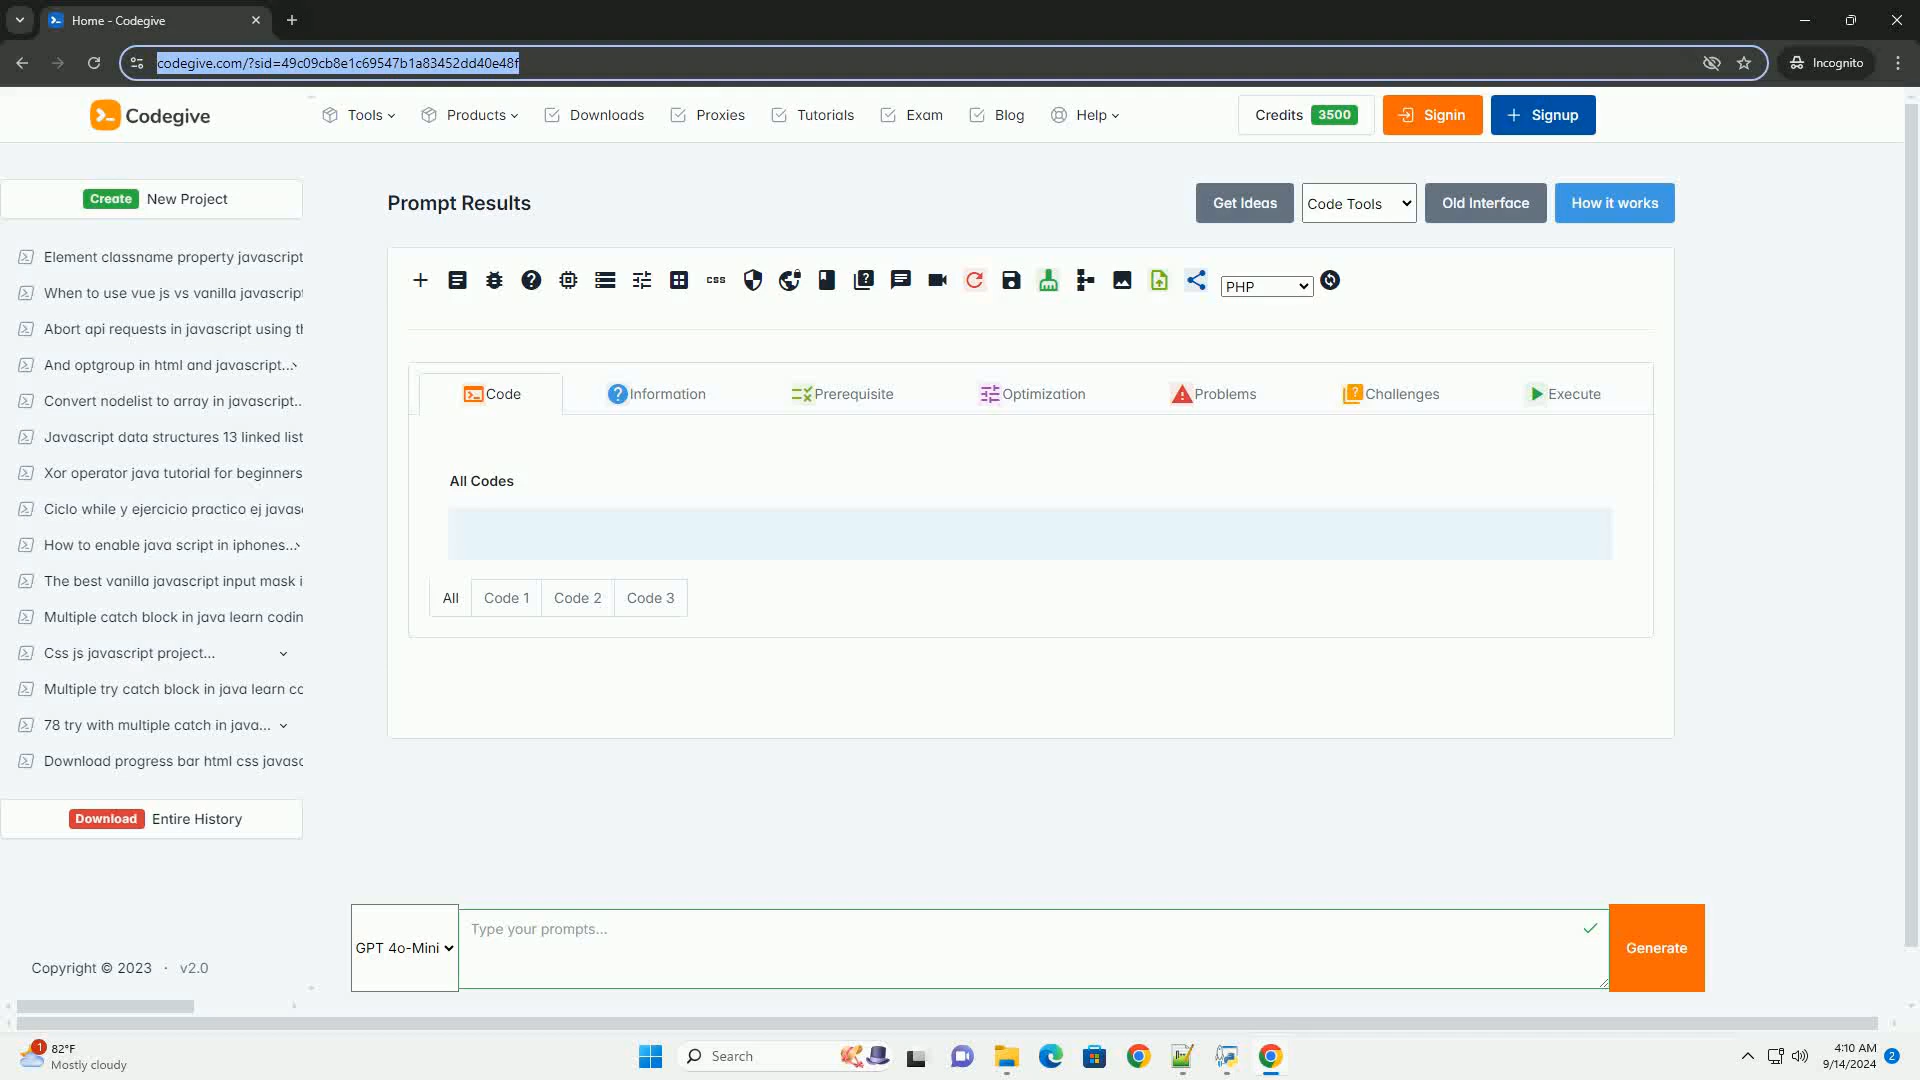 Home - Codegive
codegive.com/?sid=49c09cb8e1c69547b1a83452dd40e48f
Incognito
Codegive
Tools
Products
Downloads
Proxies
Tutorials
Exam
Blog
Help
Credits 3500
Signin
Signup
Create New Project
Element classname property javascript
When to use vue js vs vanilla javascript
Abort api requests in javascript using th
And optgroup in html and javascript...
Convert nodelist to array in javascript...
Javascript data structures 13 linked list
Xor operator java tutorial for beginners
Ciclo while y ejercicio practico ej javasc
How to enable java script in iphones...
The best vanilla javascript input mask i
Multiple catch block in java learn codin
Css js javascript project...
Multiple try catch block in java learn co
78 try with multiple catch in java...
Download progress bar html css javasc
Download Entire History
Copyright © 2023 · v2.0
Prompt Results
Get Ideas
Code Tools
Old Interface
How it works
css
PHP
Code
Information
Prerequisite
Optimization
Problems
Challenges
Execute
All Codes
All
Code 1
Code 2
Code 3
GPT 4o-Mini
Type your prompts...
Generate
1
82°F
Mostly cloudy
Search
4:10 AM
9/14/2024
2